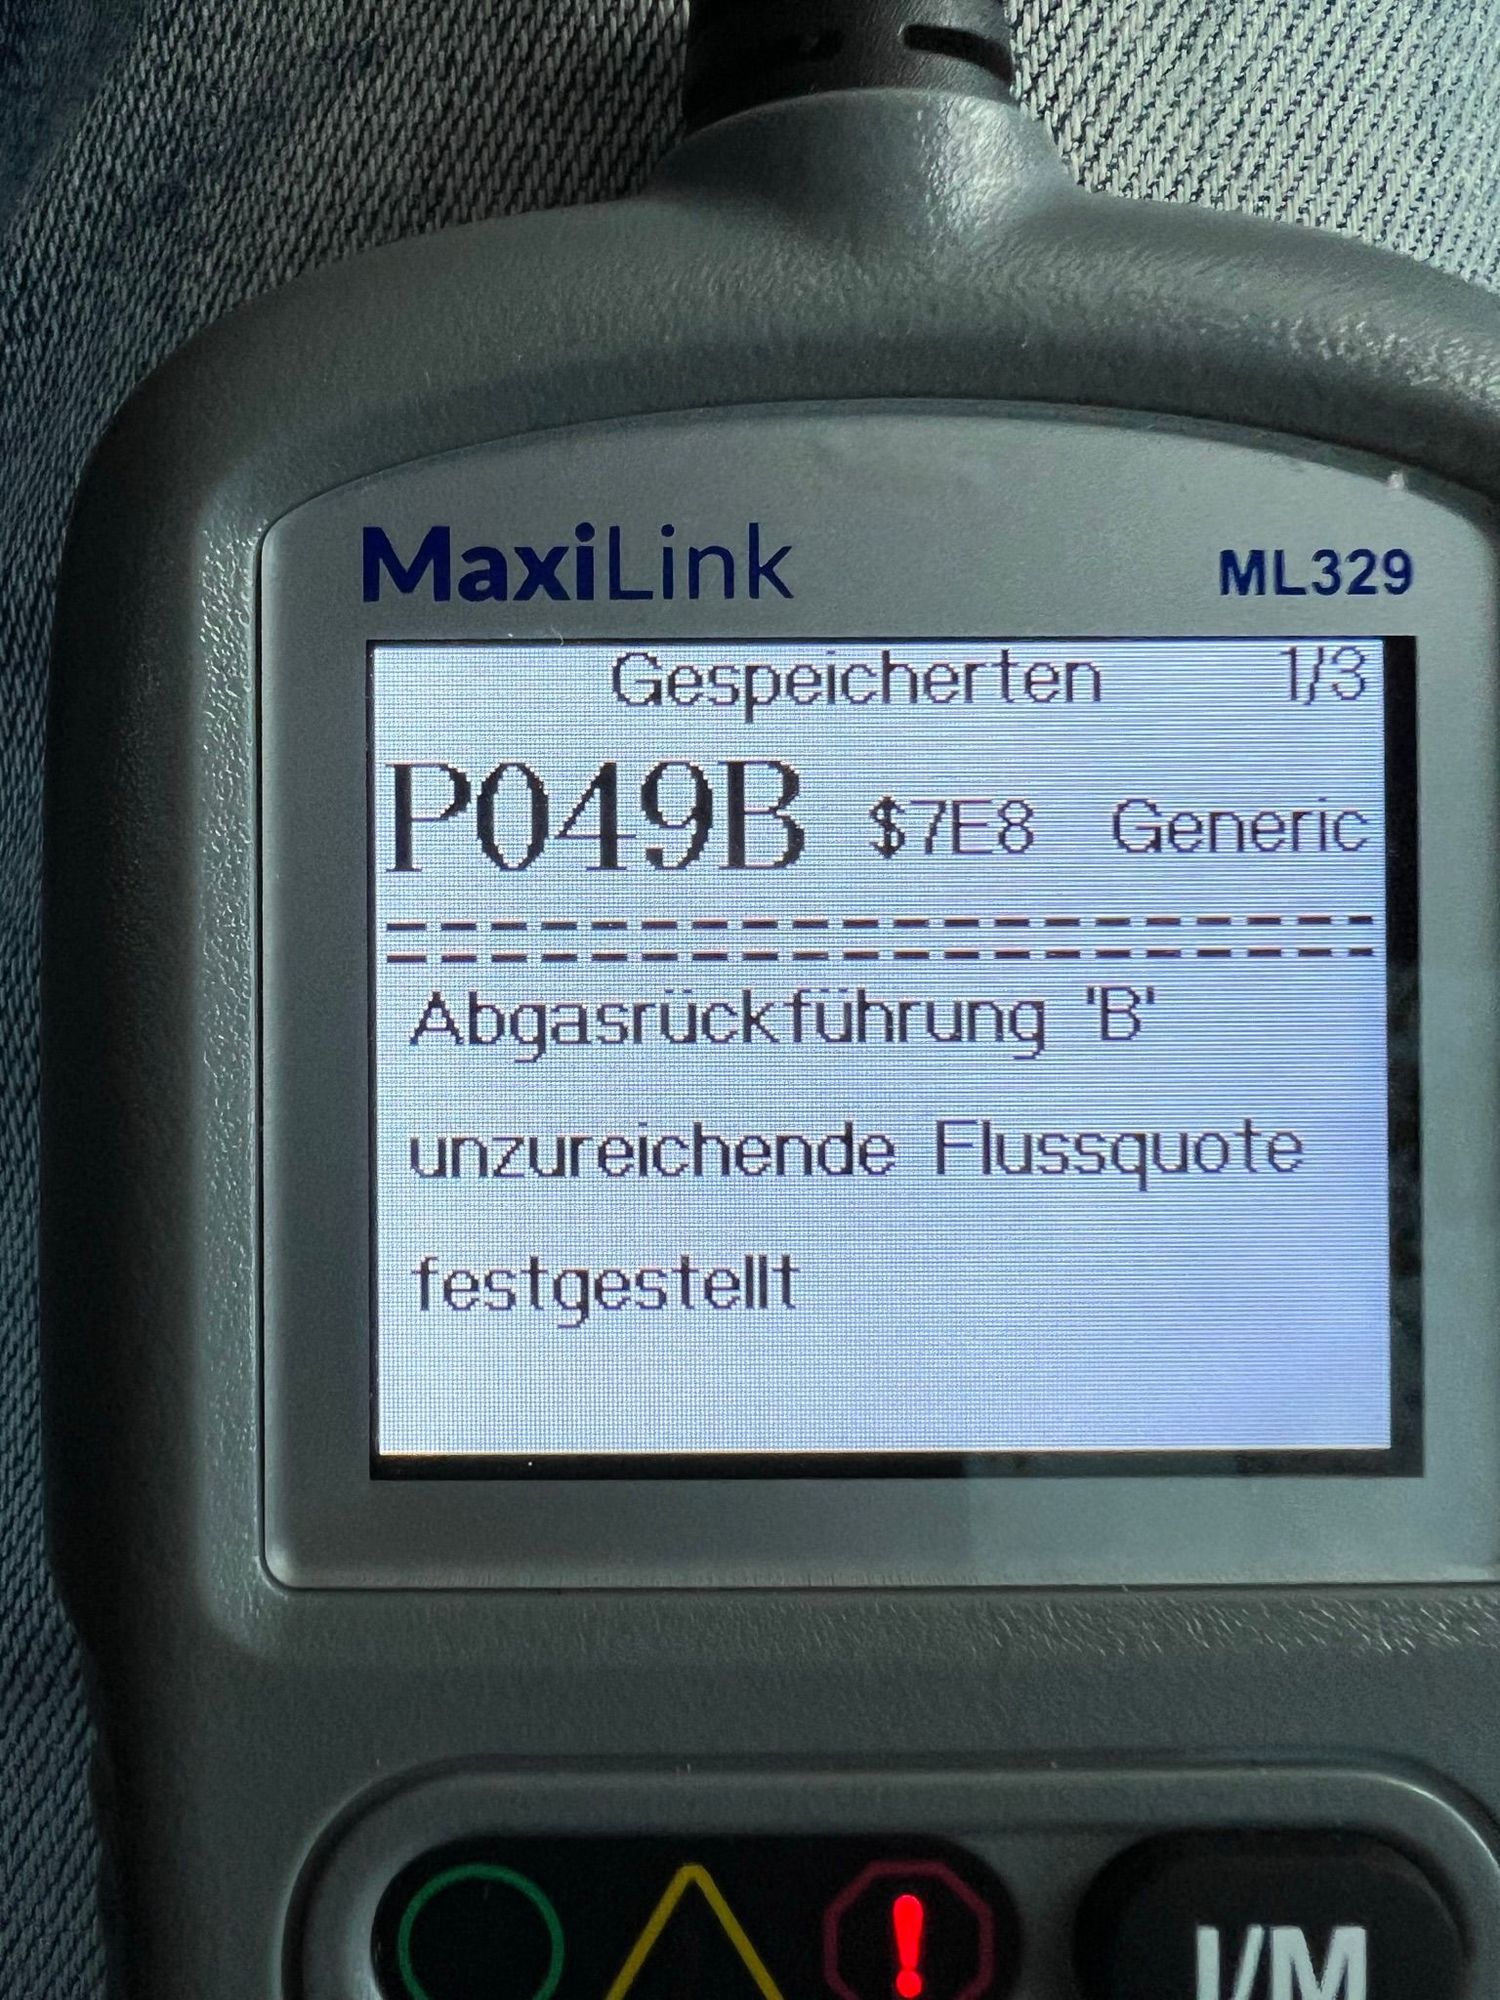 MaxiLink ML329
Gespeicherten 1/3
P049B $7E8 Generic
====================
Abgasrückführung 'B'
unzureichende Flussquote
festgestellt
!
I/M